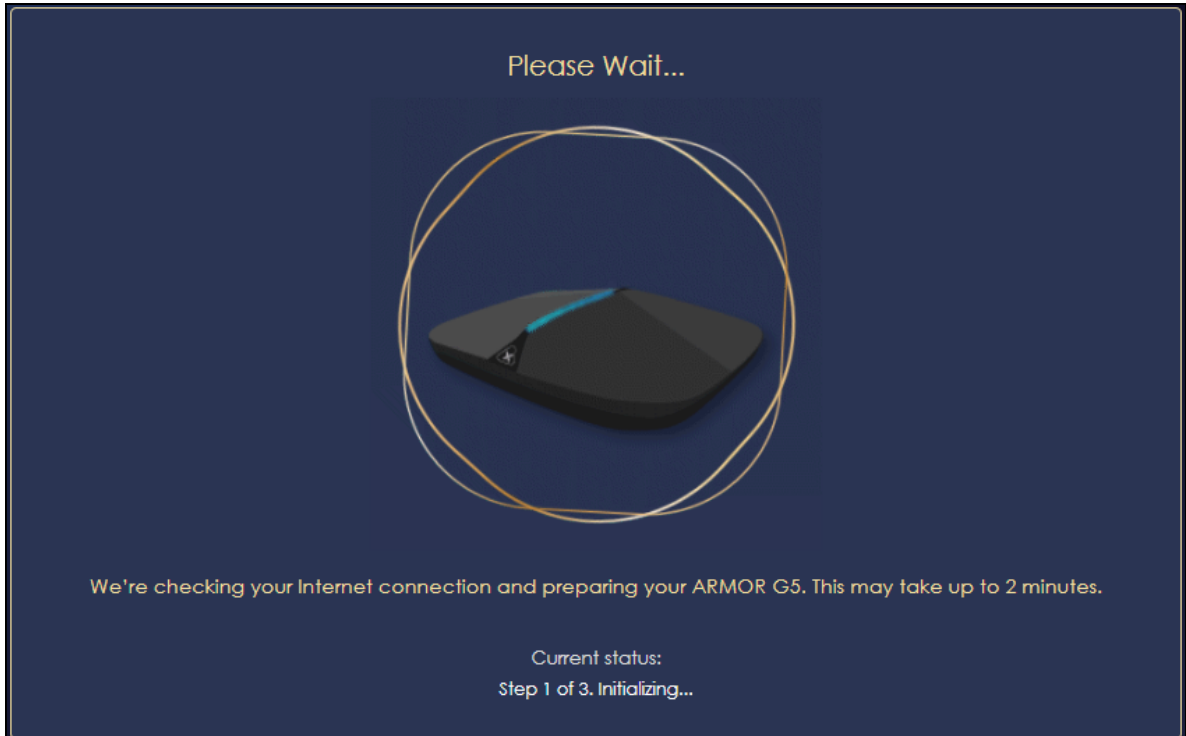 Please Wait...
We're checking your Internet connection and preparing your ARMOR G5. This may take up to 2 minutes.
Current status:
Step 1 of 3. Initializing...